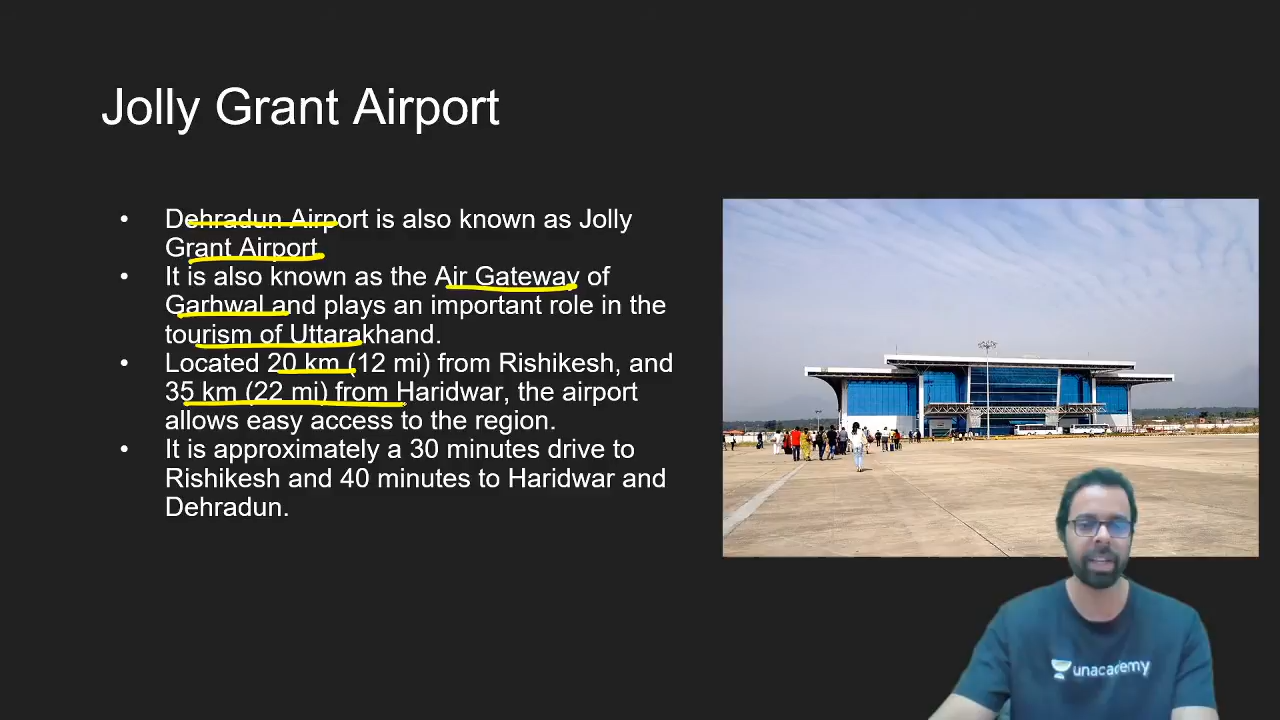 Jolly Grant Airport
• Dehradun Airport is also known as Jolly
Grant Airport.
• It is also known as the Air Gateway of
Garhwal and plays an important role in the
tourism of Uttarakhand.
• Located 20 km (12 mi) from Rishikesh, and
35 km (22 mi) from Haridwar, the airport
allows easy access to the region.
• It is approximately a 30 minutes drive to
Rishikesh and 40 minutes to Haridwar and
Dehradun.
unacademy